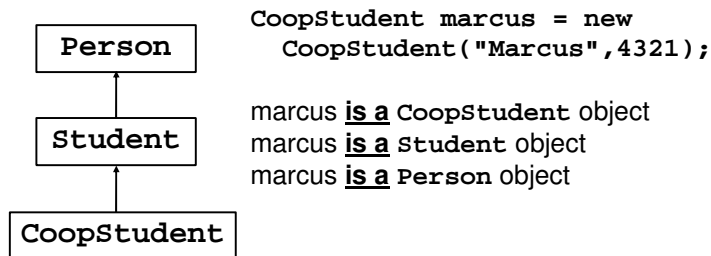 Person
Student
CoopStudent
CoopStudent marcus = new
CoopStudent("Marcus",4321);
marcus is a CoopStudent object
marcus is a Student object
marcus is a Person object